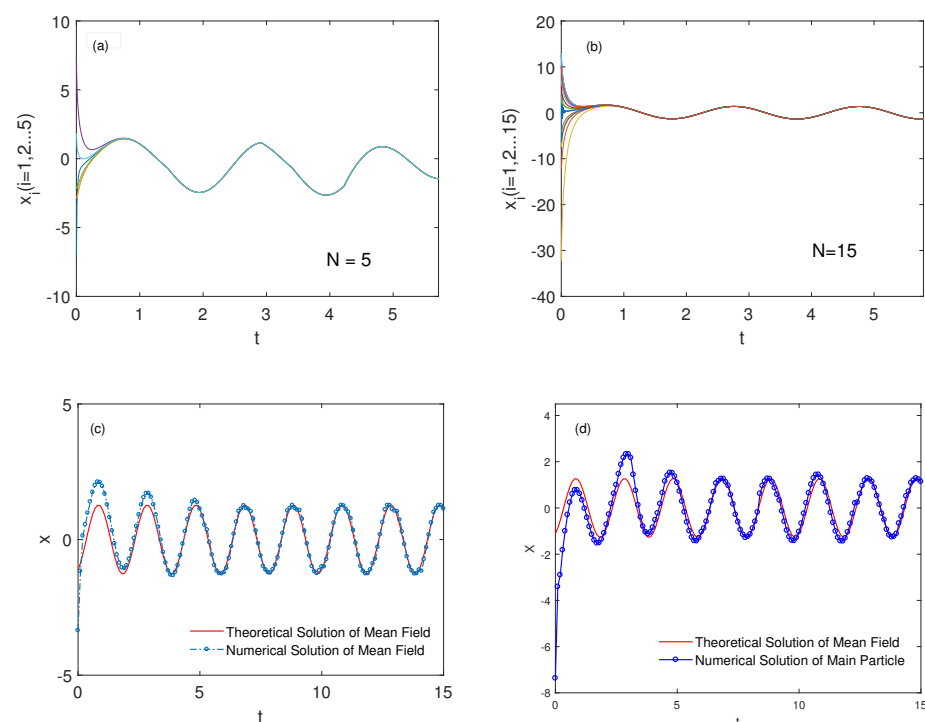 (a)
10
5
0
-5
-10
x_i(i=1,2...5)
N = 5
0 1 2 3 4 5
t
(b)
20
10
0
-10
-20
-30
-40
x_i(i=1,2...15)
N=15
0 1 2 3 4 5
t
(c)
5
0
-5
x
Theoretical Solution of Mean Field
Numerical Solution of Mean Field
0 5 10 15
t
(d)
4
2
0
-2
-4
-6
-8
x
Theoretical Solution of Mean Field
Numerical Solution of Main Particle
0 5 10 15